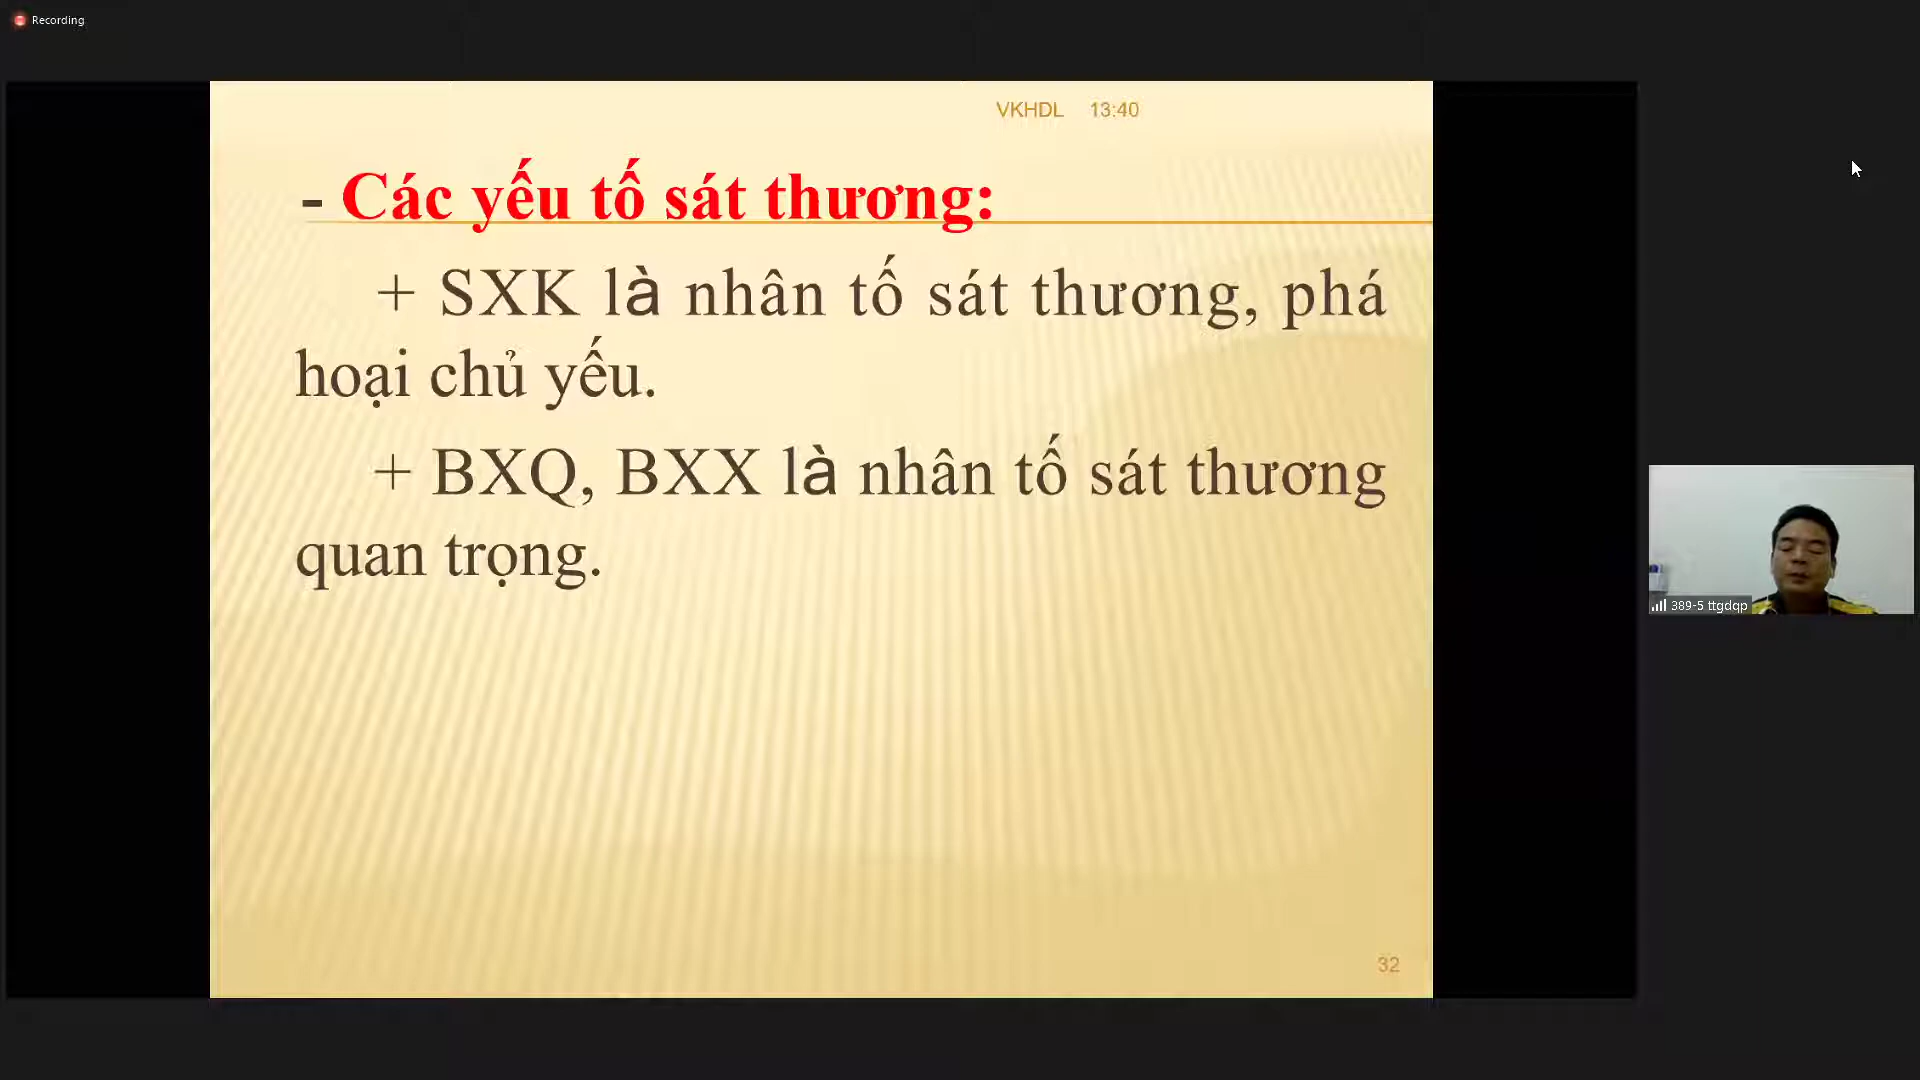 Recording
VKHDL 13:40
- Các yếu tố sát thương:
+ SXK là nhân tố sát thương, phá
hoại chủ yếu.
+ BXQ, BXX là nhân tố sát thương
quan trọng.
389-5 ttgdqp
32